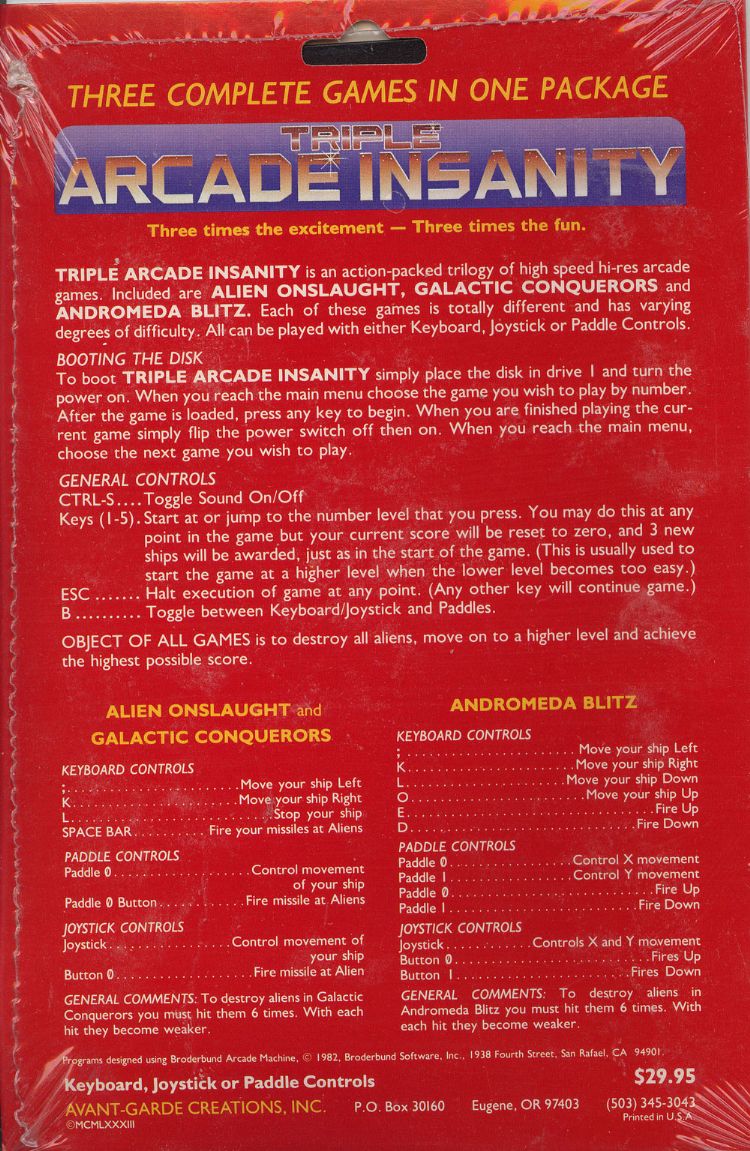 THREE COMPLETE GAMES IN ONE PACKAGE
TRIPLE
ARCADE INSANITY
Three times the excitement — Three times the fun.
TRIPLE ARCADE INSANITY is an action-packed trilogy of high speed hi-res arcade
games. Included are ALIEN ONSLAUGHT, GALACTIC CONQUERORS and
ANDROMEDA BLITZ. Each of these games is totally different and has varying
degrees of difficulty. All can be played with either Keyboard, Joystick or Paddle Controls.
BOOTING THE DISK
To boot TRIPLE ARCADE INSANITY simply place the disk in drive 1 and turn the
power on. When you reach the main menu choose the game you wish to play by number.
After the game is loaded, press any key to begin. When you are finished playing the cur-
rent game simply flip the power switch off then on. When you reach the main menu,
choose the next game you wish to play.
GENERAL CONTROLS
CTRL-S....Toggle Sound On/Off
Keys (1-5).Start at or jump to the number level that you press. You may do this at any
point in the game but your current score will be reset to zero, and 3 new
ships will be awarded, just as in the start of the game. (This is usually used to
start the game at a higher level when the lower level becomes too easy.)
ESC ....... Halt execution of game at any point. (Any other key will continue game.)
B .......... Toggle between Keyboard/Joystick and Paddles.
OBJECT OF ALL GAMES is to destroy all aliens, move on to a higher level and achieve
the highest possible score.
ALIEN ONSLAUGHT and
GALACTIC CONQUERORS
KEYBOARD CONTROLS
;..........................Move your ship Left
K.........................Move your ship Right
L..............................Stop your ship
SPACE BAR...........Fire your missiles at Aliens
PADDLE CONTROLS
Paddle 0....................Control movement
of your ship
Paddle 0 Button.............Fire missile at Aliens
JOYSTICK CONTROLS
Joystick..................Control movement of
your ship
Button 0....................Fire missile at Alien
GENERAL COMMENTS: To destroy aliens in Galactic
Conquerors you must hit them 6 times. With each
hit they become weaker.
ANDROMEDA BLITZ
KEYBOARD CONTROLS
;........................Move your ship Left
K........................Move your ship Right
L.......................Move your ship Down
O.........................Move your ship Up
E...................................Fire Up
D................................Fire Down
PADDLE CONTROLS
Paddle 0..................Control X movement
Paddle 1..................Control Y movement
Paddle 0.............................Fire Up
Paddle 1...........................Fire Down
JOYSTICK CONTROLS
Joystick............Controls X and Y movement
Button 0............................Fires Up
Button 1.........................Fires Down
GENERAL COMMENTS: To destroy aliens in
Andromeda Blitz you must hit them 6 times. With
each hit they become weaker.
Programs designed using Broderbund Arcade Machine, © 1982, Broderbund Software, Inc., 1938 Fourth Street, San Rafael, CA 94901.
Keyboard, Joystick or Paddle Controls
$29.95
AVANT-GARDE CREATIONS, INC. P.O. Box 30160 Eugene, OR 97403 (503) 345-3043
©MCMLXXXIII
Printed in U.S.A.